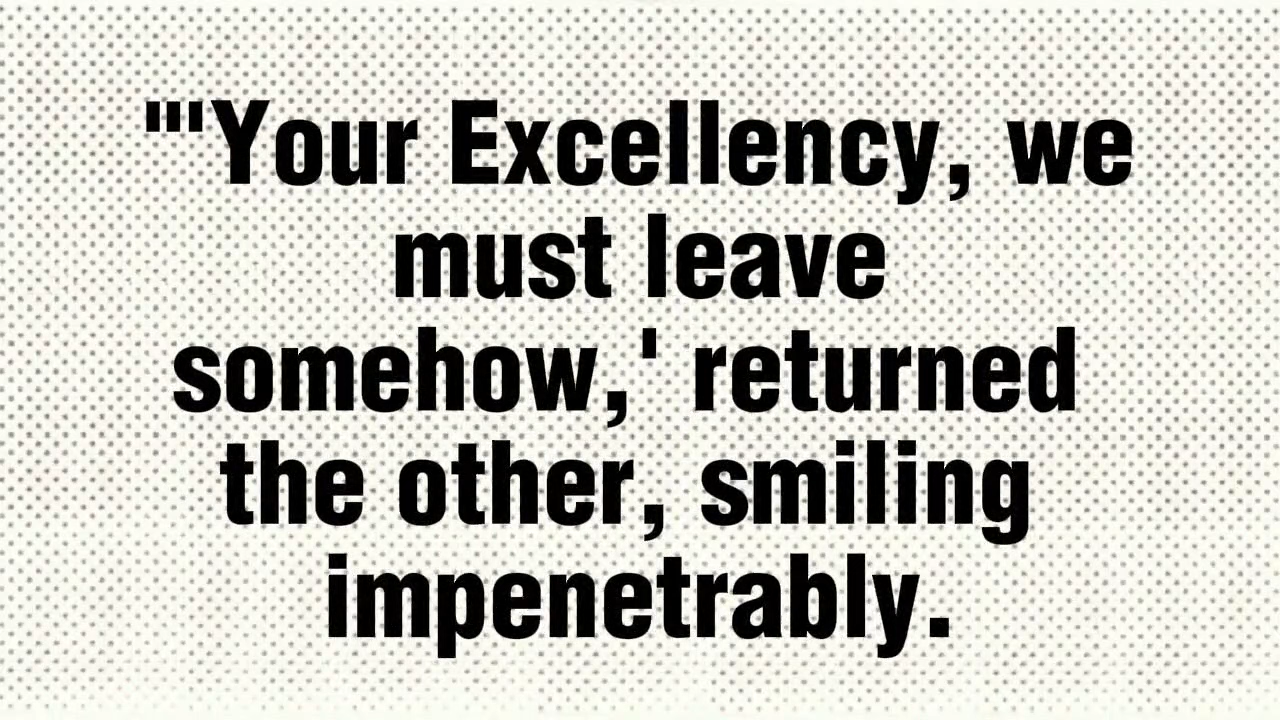 "'Your Excellency, we
must leave
somehow,' returned
the other, smiling
impenetrably.